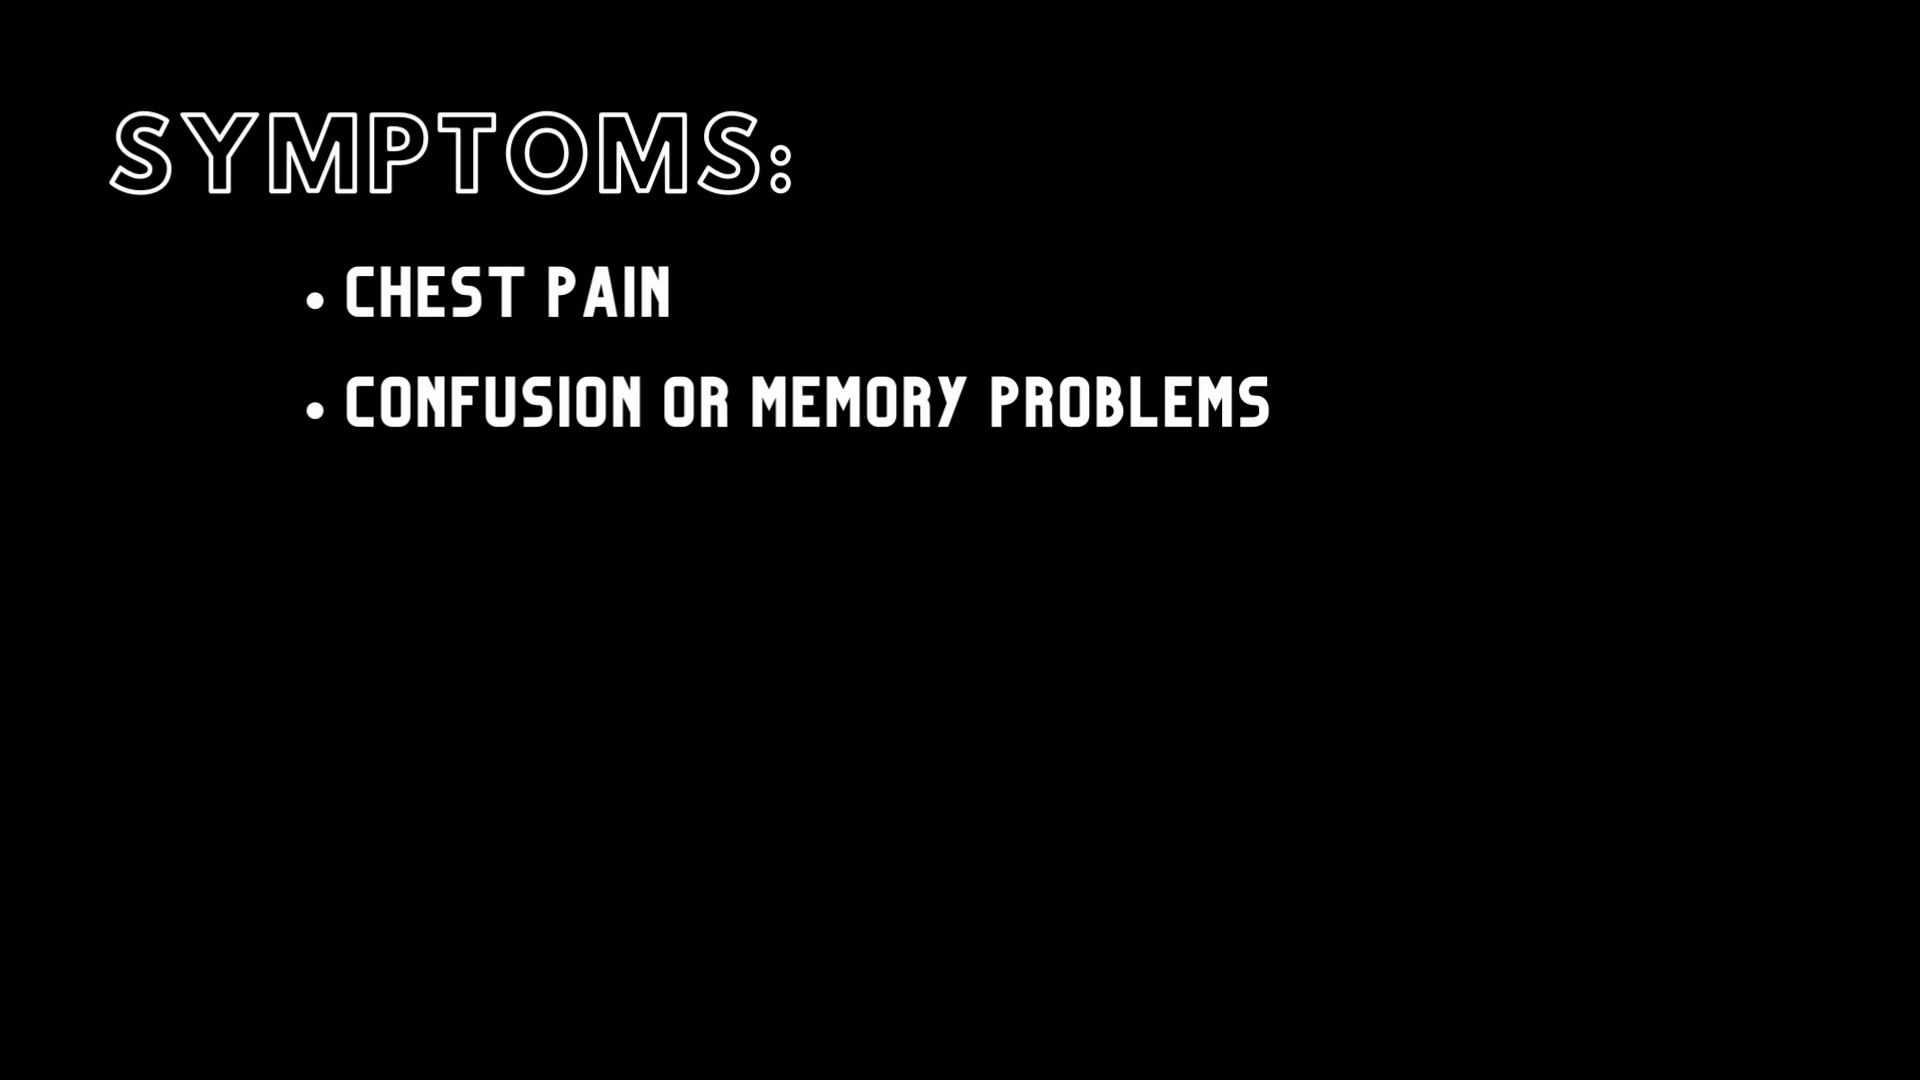 SYMPTOMS:
• CHEST PAIN
• CONFUSION OR MEMORY PROBLEMS